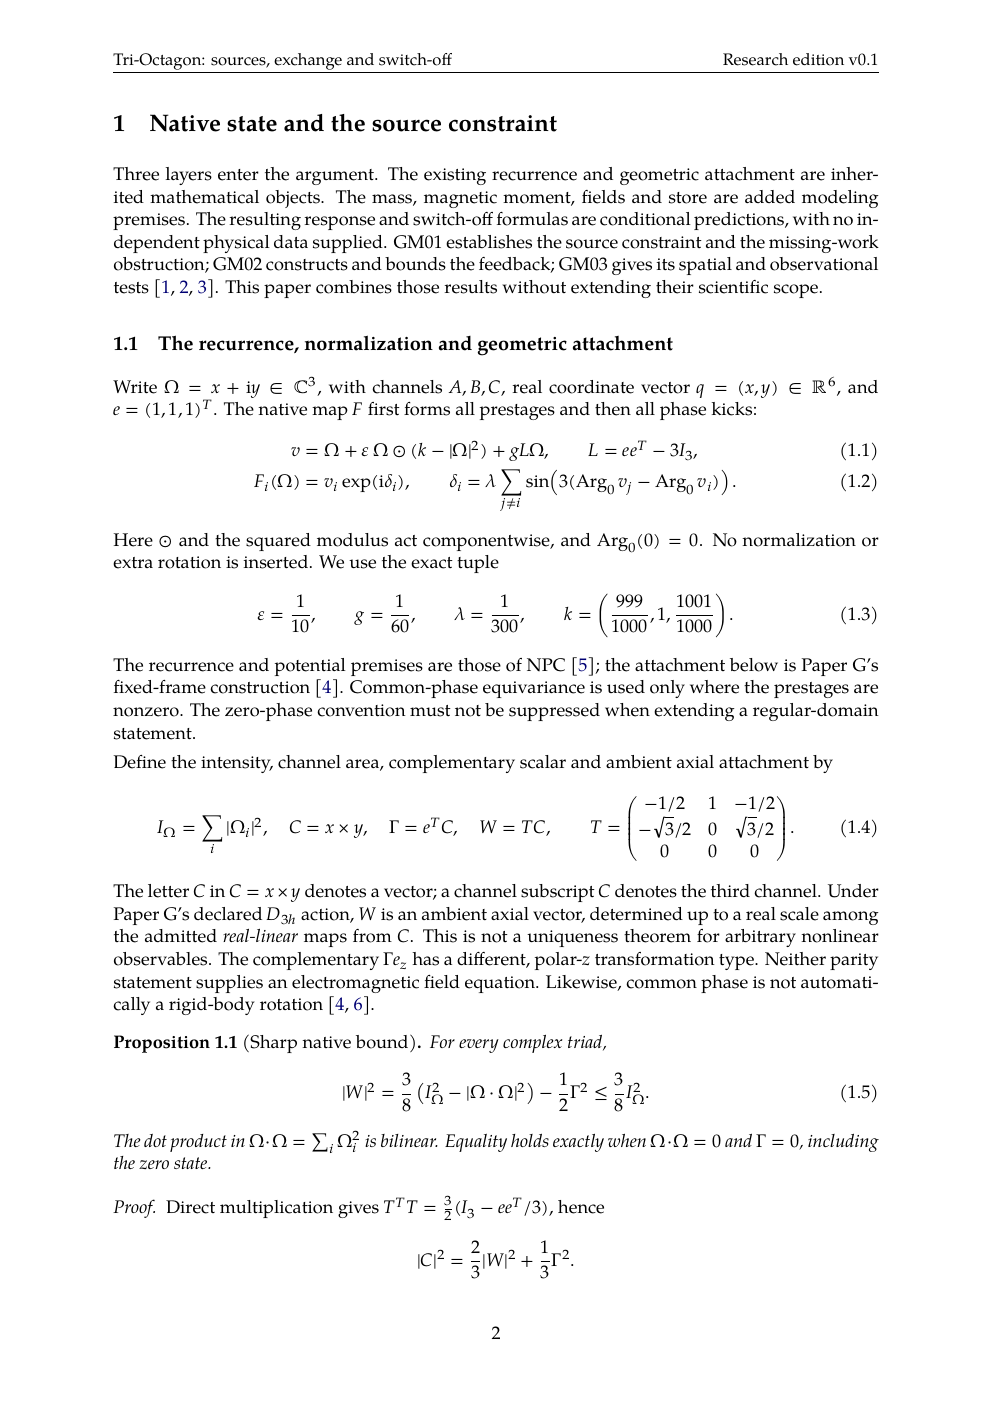 Tri-Octagon: sources, exchange and switch-off Research edition v0.1
1 Native state and the source constraint
Three layers enter the argument. The existing recurrence and geometric attachment are inher-
ited mathematical objects. The mass, magnetic moment, fields and store are added modeling
premises. The resulting response and switch-off formulas are conditional predictions, with no in-
dependent physical data supplied. GM01 establishes the source constraint and the missing-work
obstruction; GM02 constructs and bounds the feedback; GM03 gives its spatial and observational
tests [1, 2, 3]. This paper combines those results without extending their scientific scope.
1.1 The recurrence, normalization and geometric attachment
Write Ω = x + iy ∈ ℂ³, with channels A, B, C, real coordinate vector q = (x, y) ∈ ℝ⁶, and
e = (1, 1, 1)ᵀ. The native map F first forms all prestages and then all phase kicks:
v = Ω + ε Ω ⊙ (k − |Ω|²) + gLΩ, L = eeᵀ − 3I₃, (1.1)
Fᵢ(Ω) = vᵢ exp(iδᵢ), δᵢ = λ ∑_{j≠i} sin(3(Arg₀ vⱼ − Arg₀ vᵢ)). (1.2)
Here ⊙ and the squared modulus act componentwise, and Arg₀(0) = 0. No normalization or
extra rotation is inserted. We use the exact tuple
ε = 1/10, g = 1/60, λ = 1/300, k = (999/1000, 1, 1001/1000). (1.3)
The recurrence and potential premises are those of NPC [5]; the attachment below is Paper G’s
fixed-frame construction [4]. Common-phase equivariance is used only where the prestages are
nonzero. The zero-phase convention must not be suppressed when extending a regular-domain
statement.
Define the intensity, channel area, complementary scalar and ambient axial attachment by
I_Ω = ∑ᵢ |Ωᵢ|², C = x × y, Γ = eᵀC, W = TC, T = (−1/2 1 −1/2; −√3/2 0 √3/2; 0 0 0). (1.4)
The letter C in C = x × y denotes a vector; a channel subscript C denotes the third channel. Under
Paper G’s declared D₃ₕ action, W is an ambient axial vector, determined up to a real scale among
the admitted real-linear maps from C. This is not a uniqueness theorem for arbitrary nonlinear
observables. The complementary Γe_z has a different, polar-z transformation type. Neither parity
statement supplies an electromagnetic field equation. Likewise, common phase is not automati-
cally a rigid-body rotation [4, 6].
Proposition 1.1 (Sharp native bound). For every complex triad,
|W|² = 3/8 (I_Ω² − |Ω · Ω|²) − 1/2 Γ² ≤ 3/8 I_Ω². (1.5)
The dot product in Ω·Ω = ∑ᵢ Ωᵢ² is bilinear. Equality holds exactly when Ω·Ω = 0 and Γ = 0, including
the zero state.
Proof. Direct multiplication gives TᵀT = 3/2 (I₃ − eeᵀ/3), hence
|C|² = 2/3 |W|² + 1/3 Γ².
2